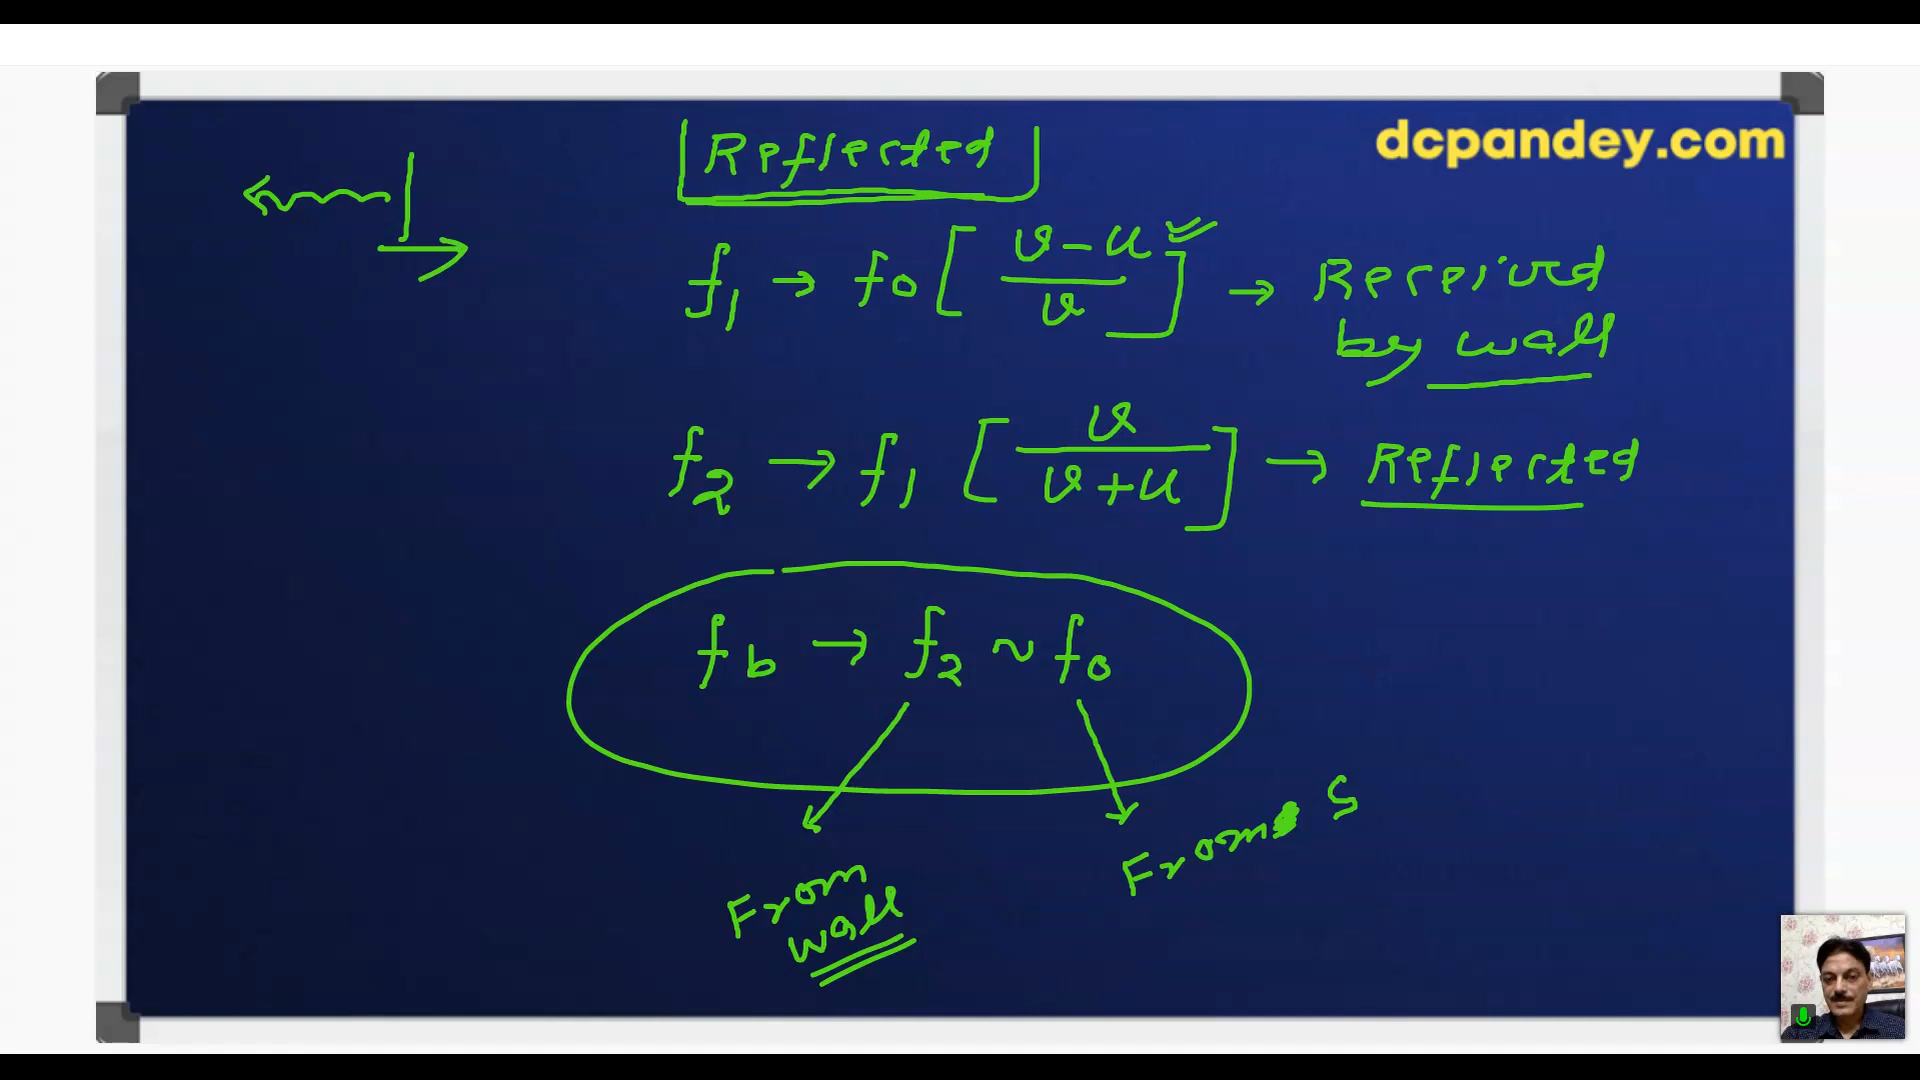 dcpandey.com
Reflected
f1 → f0 [ v - u / v ] → Received
by wall
f2 → f1 [ v / v + u ] → Reflected
fb → f2 ~ f0
From S
From
wall